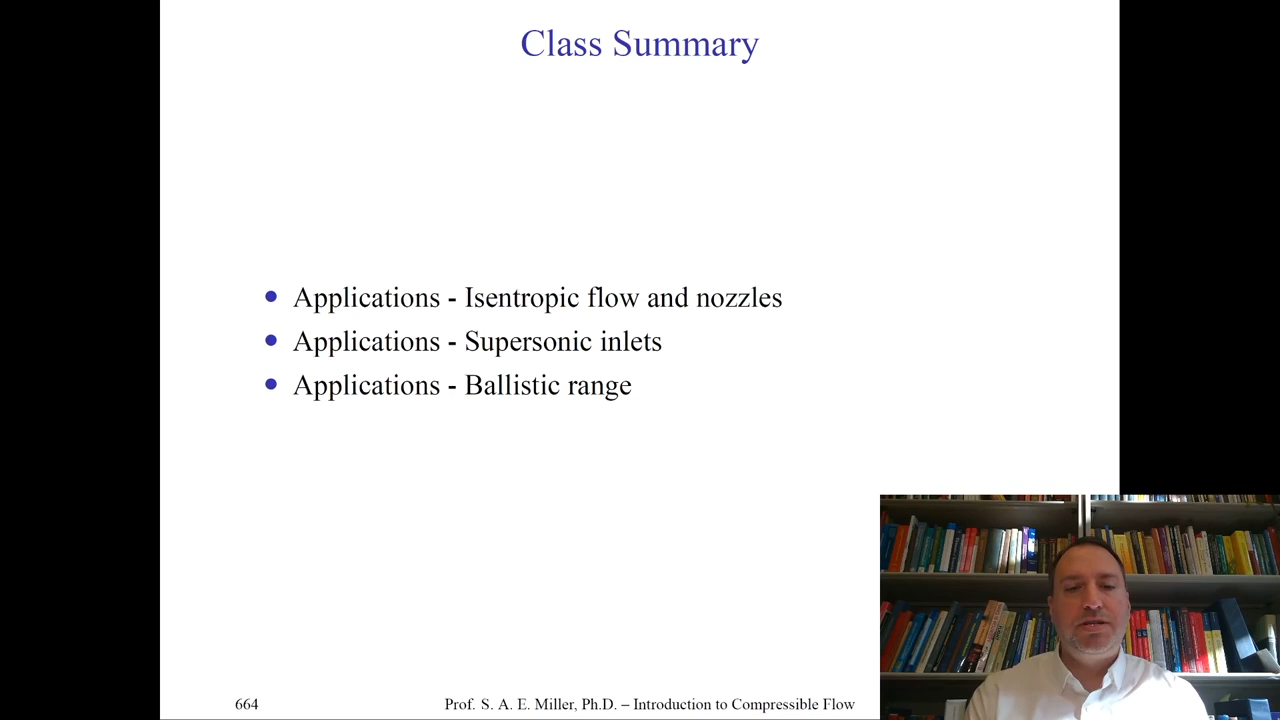 Class Summary
Applications - Isentropic flow and nozzles
Applications - Supersonic inlets
Applications - Ballistic range
664
Prof. S. A. E. Miller, Ph.D. – Introduction to Compressible Flow